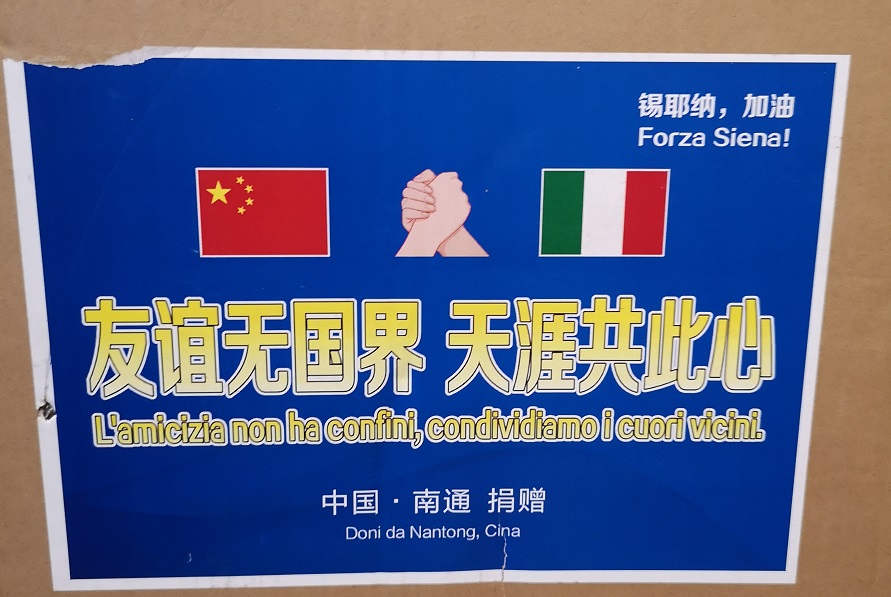 锡耶纳，加油
Forza Siena!
友谊无国界 天涯共此心
L'amicizia non ha confini, condividiamo i cuori vicini.
中国·南通 捐赠
Doni da Nantong, Cina